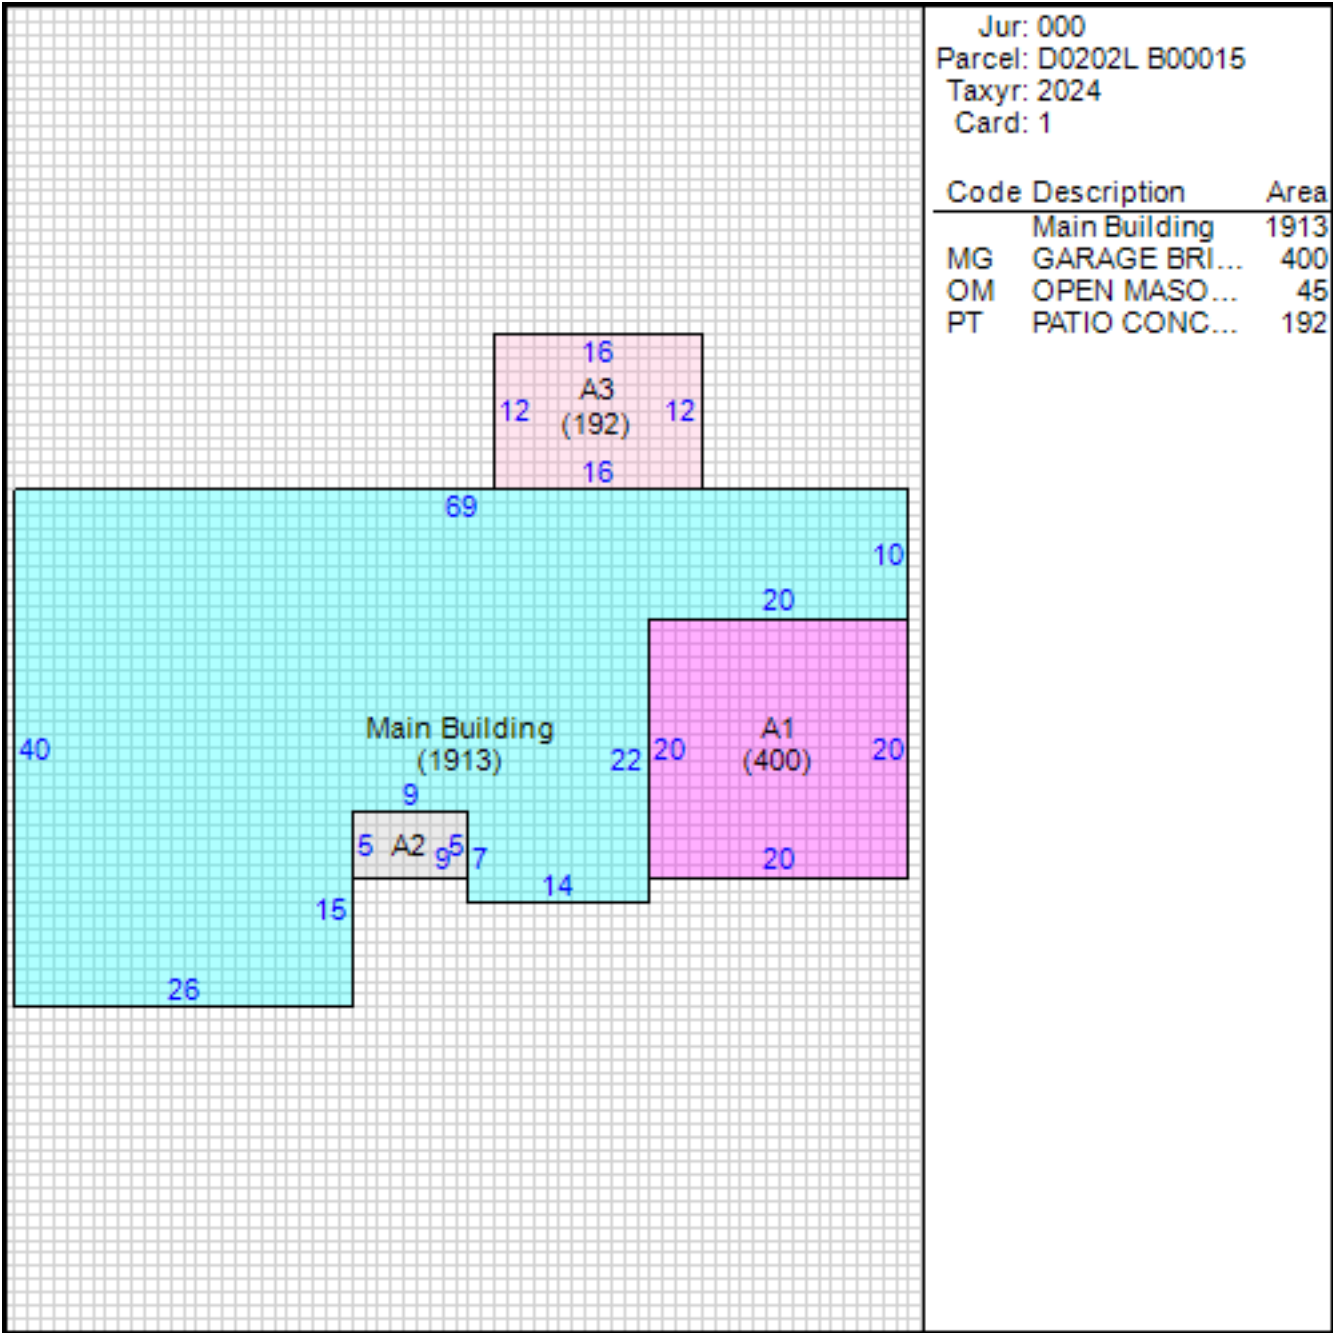 Jur: 000
Parcel: D0202L B00015
Taxyr: 2024
Card: 1
Code Description Area
Main Building 1913
MG GARAGE BRI... 400
OM OPEN MASO... 45
PT PATIO CONC... 192
16
A3
12 12
(192)
16
69
10
20
Main Building
(1913)
40
22
20
A1
(400)
20
9
5 A2 5
9
7
20
14
15
26